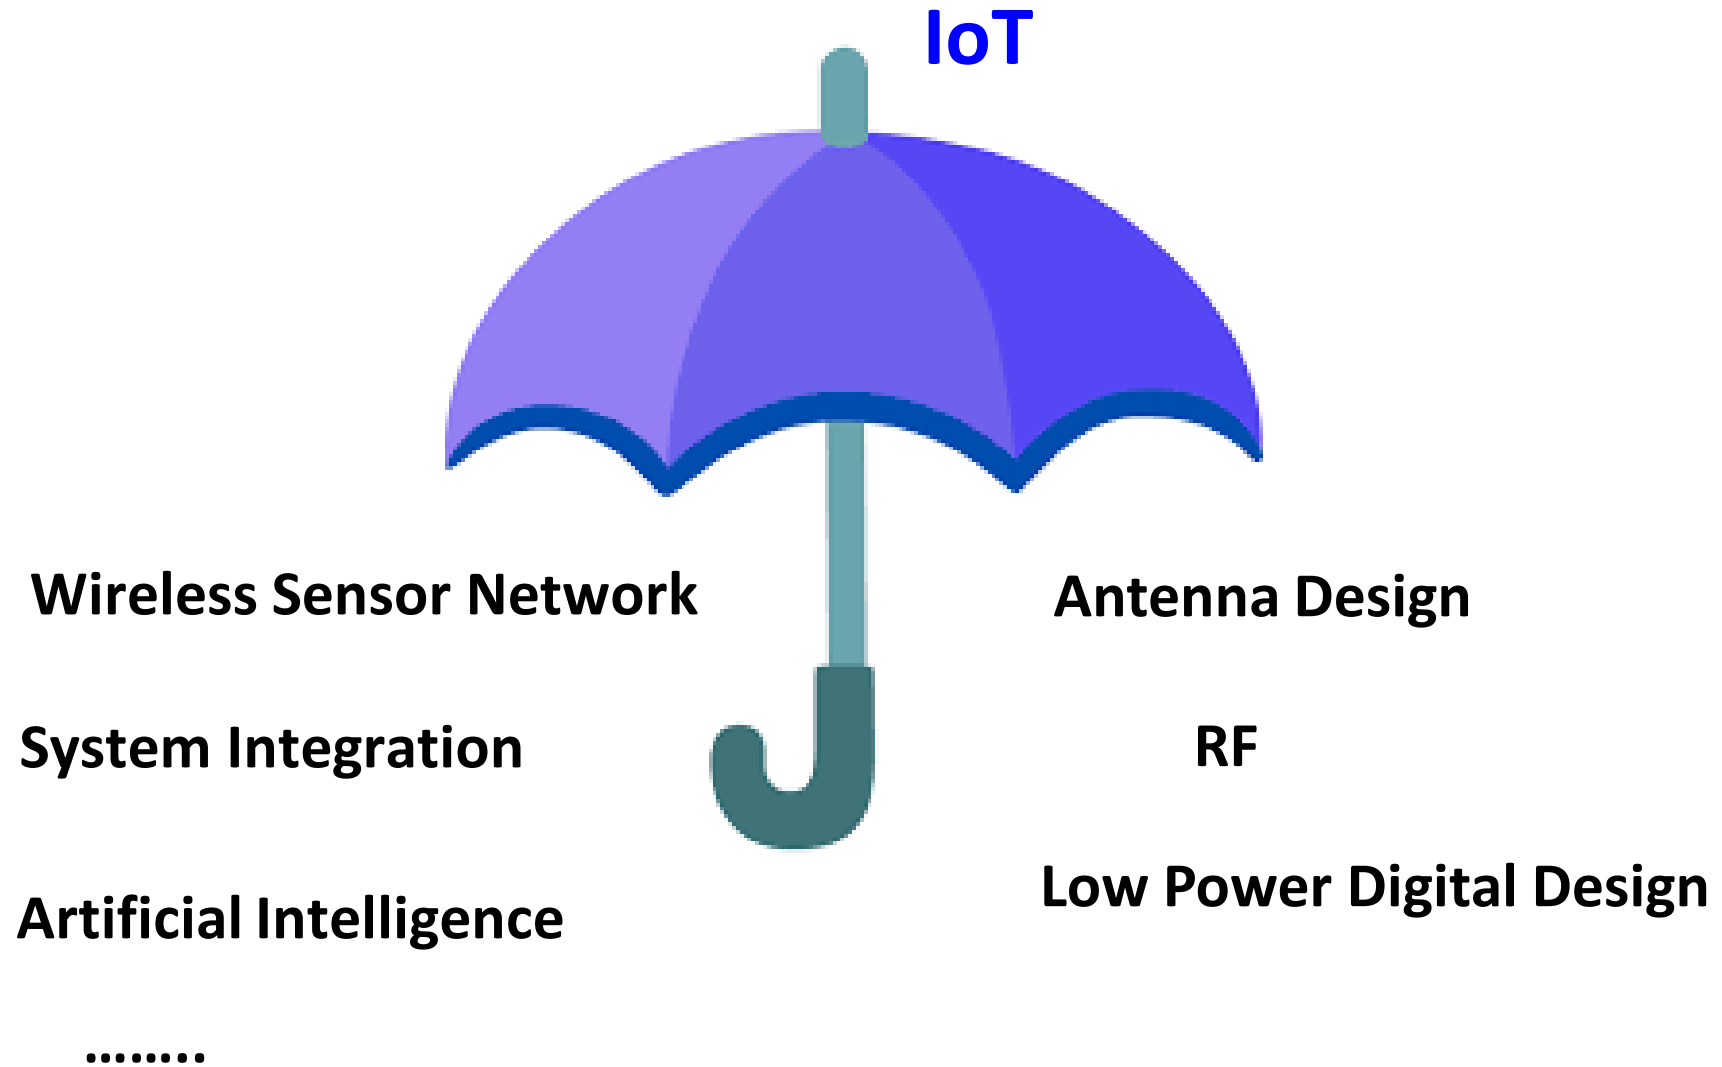 IoT
Wireless Sensor Network
Antenna Design
System Integration
RF
Low Power Digital Design
Artificial Intelligence
........